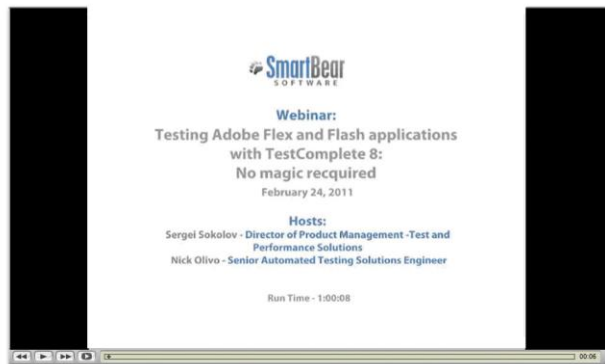 SmartBear
SOFTWARE
Webinar:
Testing Adobe Flex and Flash applications
with TestComplete 8:
No magic recquired
February 24, 2011
Hosts:
Sergei Sokolov - Director of Product Management -Test and
Performance Solutions
Nick Olivo - Senior Automated Testing Solutions Engineer
Run Time - 1:00:08
00:06